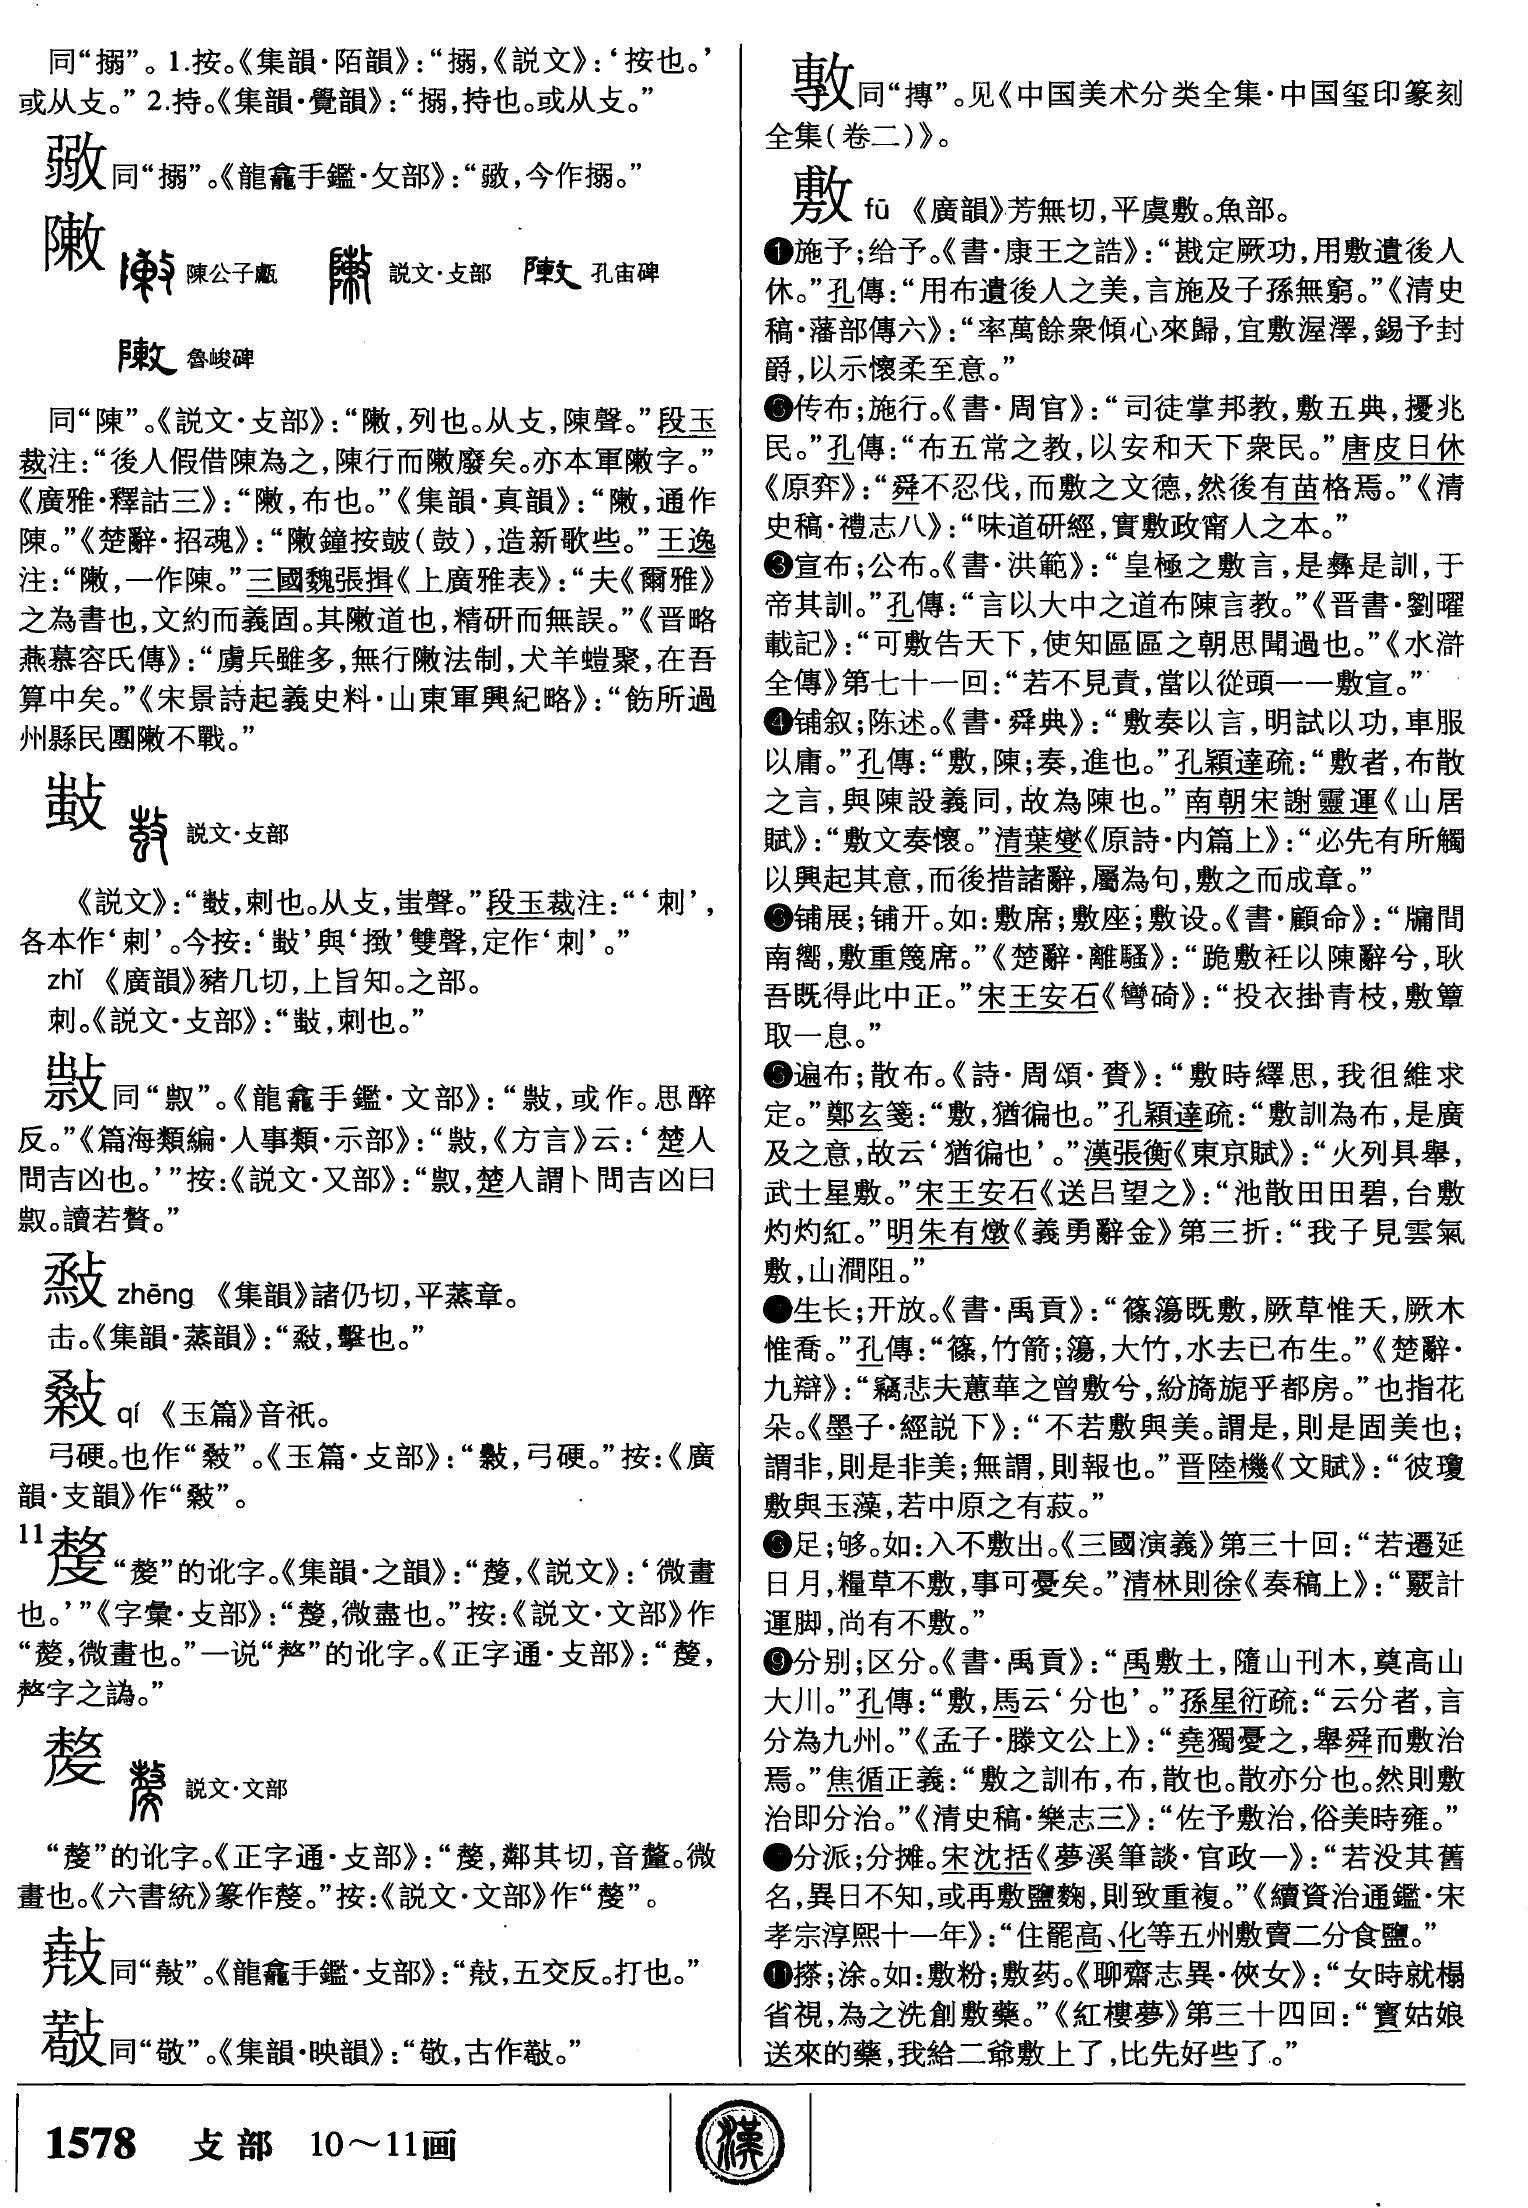 同“搦”。1.按。《集韻·陌韻》：“搦，《説文》：‘按也。’
或从攴。”2.持。《集韻·覺韻》：“搦，持也。或从攴。”
同“搦”。《龍龕手鑑·攵部》：“，今作搦。”
敶
陳公子甗 説文·攴部 孔宙碑
魯峻碑
同“陳”。《説文·攴部》：“敶，列也。从攴，陳聲。”段玉
裁注：“後人假借陳為之，陳行而敶廢矣。亦本軍敶字。”
《廣雅·釋詁三》：“敶，布也。”《集韻·真韻》：“敶，通作
陳。”《楚辭·招魂》：“敶鐘按皷（鼓），造新歌些。”王逸
注：“敶，一作陳。”三國魏張揖《上廣雅表》：“夫《爾雅》
之為書也，文約而義固。其敶道也，精研而無誤。”《晋略
燕慕容氏傳》：“虜兵雖多，無行敶法制，犬羊螘聚，在吾
算中矣。”《宋景詩起義史料·山東軍興紀略》：“飭所過
州縣民團敶不戰。”
説文·攴部
《説文》：“，刺也。从攴，蚩聲。”段玉裁注：“‘刺’，
各本作‘剌’。今按：‘’與‘撴’雙聲，定作‘刺’。”
zhǐ 《廣韻》豬几切，上旨知。之部。
刺。《説文·攴部》：“，刺也。”
同“㱑”。《龍龕手鑑·文部》：“，或作。思醉
反。”《篇海類編·人事類·示部》：“，《方言》云：‘楚人
問吉凶也。’”按：《説文·又部》：“，楚人謂卜問吉凶曰
。讀若贅。”
zhēng 《集韻》諸仍切，平蒸章。
击。《集韻·蒸韻》：“，擊也。”
qí 《玉篇》音祇。
弓硬。也作“”。《玉篇·攴部》：“，弓硬。”按：《廣
韻·支韻》作“”。
11 “”的讹字。《集韻·之韻》：“，《説文》：‘微畫
也。’”《字彙·攴部》：“，微盡也。”按：《説文·文部》作
“，微畫也。”一说“”的讹字。《正字通·攴部》：“，
字之譌。”
説文·文部
“”的讹字。《正字通·攴部》：“，鄰其切，音釐。微
畫也。《六書統》篆作。”按：《説文·文部》作“”。
同“”。《龍龕手鑑·攴部》：“，五交反。打也。”
同“敬”。《集韻·映韻》：“敬，古作。”
同“摶”。见《中国美术分类全集·中国玺印篆刻
全集（卷二）》。
敷 fū 《廣韻》芳無切，平虞敷。魚部。
❶施予；给予。《書·康王之誥》：“戡定厥功，用敷遺後人
休。”孔傳：“用布遺後人之美，言施及子孫無窮。”《清史
稿·藩部傳六》：“率萬餘衆傾心來歸，宜敷渥澤，錫予封
爵，以示懷柔至意。”
传布；施行。《書·周官》：“司徒掌邦教，敷五典，擾兆
民。”孔傳：“布五常之教，以安和天下衆民。”唐皮日休
《原弈》：“舜不忍伐，而敷之文德，然後有苗格焉。”《清
史稿·禮志八》：“味道研經，實敷政甯人之本。”
❸宣布；公布。《書·洪範》：“皇極之敷言，是彝是訓，于
帝其訓。”孔傳：“言以大中之道布陳言教。”《晋書·劉曜
載記》：“可敷告天下，使知區區之朝思聞過也。”《水滸
全傳》第七十一回：“若不見責，當以從頭一一敷宣。”
❹铺叙；陈述。《書·舜典》：“敷奏以言，明試以功，車服
以庸。”孔傳：“敷，陳；奏，進也。”孔穎達疏：“敷者，布散
之言，與陳設義同，故為陳也。”南朝宋謝靈運《山居
賦》：“敷文奏懷。”清葉燮《原詩·内篇上》：“必先有所觸
以興起其意，而後措諸辭，屬為句，敷之而成章。”
铺展；铺开。如：敷席；敷座；敷设。《書·顧命》：“牖間
南嚮，敷重篾席。”《楚辭·離騷》：“跪敷衽以陳辭兮，耿
吾既得此中正。”宋王安石《彎碕》：“投衣掛青枝，敷簟
取一息。”
遍布；散布。《詩·周頌·賚》：“敷時繹思，我徂維求
定。”鄭玄箋：“敷，猶徧也。”孔穎達疏：“敷訓為布，是廣
及之意，故云‘猶徧也’。”漢張衡《東京賦》：“火列具舉，
武士星敷。”宋王安石《送吕望之》：“池散田田碧，台敷
灼灼紅。”明朱有燉《義勇辭金》第三折：“我子見雲氣
敷，山澗阻。”
生长；开放。《書·禹貢》：“篠簜既敷，厥草惟夭，厥木
惟喬。”孔傳：“篠，竹箭；簜，大竹，水去已布生。”《楚辭·
九辯》：“竊悲夫蕙華之曾敷兮，紛旖旎乎都房。”也指花
朵。《墨子·經説下》：“不若敷與美。謂是，則是固美也；
謂非，則是非美；無謂，則報也。”晋陸機《文賦》：“彼瓊
敷與玉藻，若中原之有菽。”
足；够。如：入不敷出。《三國演義》第三十回：“若遷延
日月，糧草不敷，事可憂矣。”清林則徐《奏稿上》：“覈計
運脚，尚有不敷。”
❾分别；区分。《書·禹貢》：“禹敷土，隨山刊木，奠高山
大川。”孔傳：“敷，馬云‘分也’。”孫星衍疏：“云分者，言
分為九州。”《孟子·滕文公上》：“堯獨憂之，舉舜而敷治
焉。”焦循正義：“敷之訓布，布，散也。散亦分也。然則敷
治即分治。”《清史稿·樂志三》：“佐予敷治，俗美時雍。”
分派；分摊。宋沈括《夢溪筆談·官政一》：“若没其舊
名，異日不知，或再敷鹽麴，則致重複。”《續資治通鑑·宋
孝宗淳熙十一年》：“住罷高、化等五州敷賣二分食鹽。”
⓫搽；涂。如：敷粉；敷药。《聊齋志異·俠女》：“女時就榻
省視，為之洗創敷藥。”《紅樓夢》第三十四回：“寶姑娘
送來的藥，我給二爺敷上了，比先好些了。”
1578 攴部 10～11画
漢